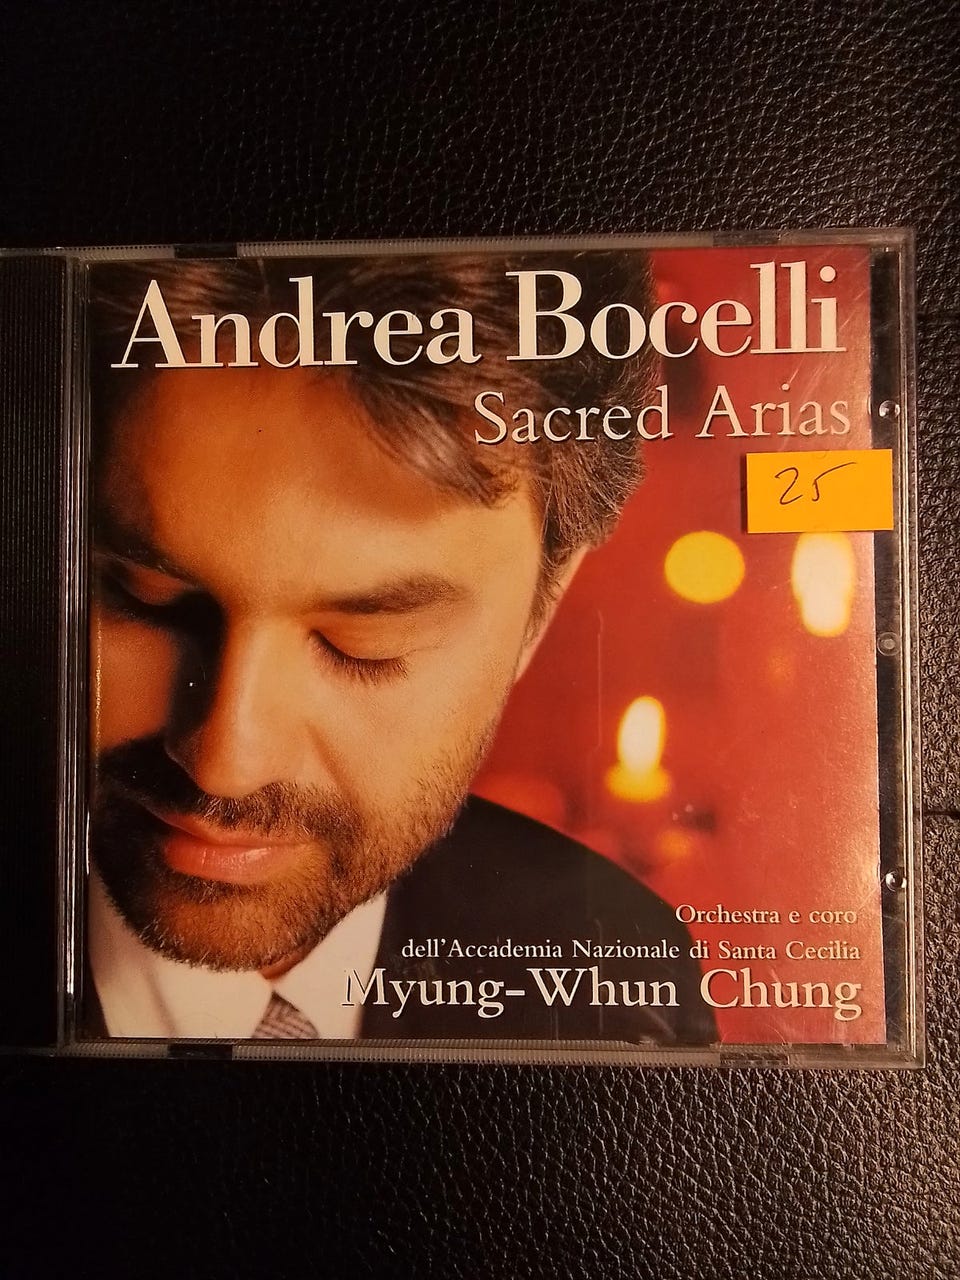 Andrea Bocelli
Sacred Arias
25
Orchestra e coro
dell'Accademia Nazionale di Santa Cecilia
Myung-Whun Chung